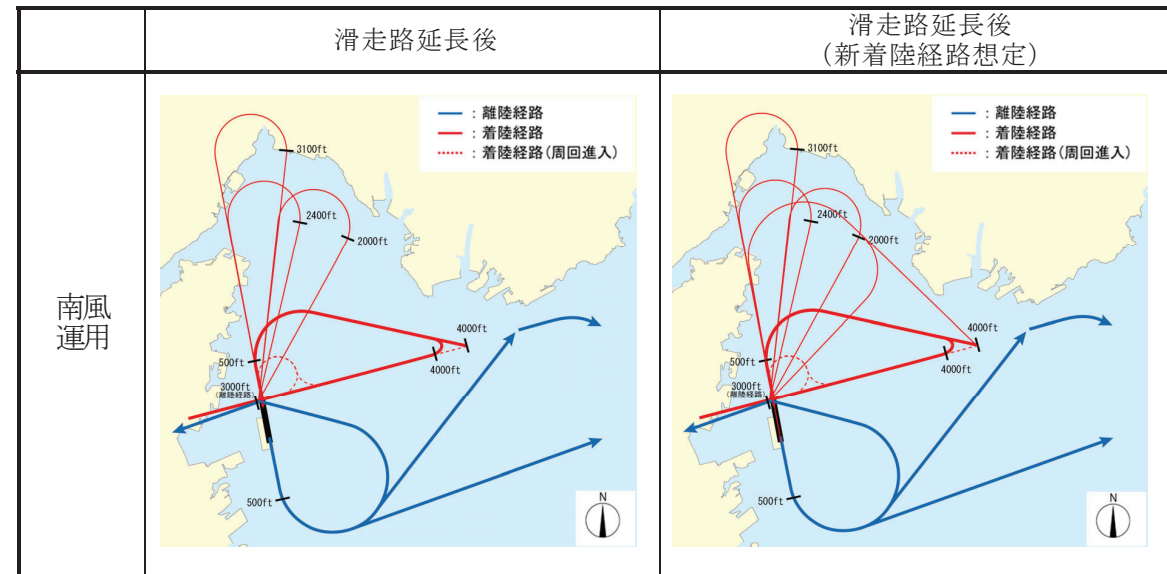 滑走路延長後
滑走路延長後
(新着陸経路想定)
南風
運用
:離陸経路
:着陸経路
:着陸経路(周回進入)
3100ft
2400ft
2000ft
4000ft
4000ft
500ft
3000ft
(離陸経路)
500ft
N
:離陸経路
:着陸経路
:着陸経路(周回進入)
3100ft
2400ft
2000ft
4000ft
4000ft
500ft
3000ft
(離陸経路)
500ft
N